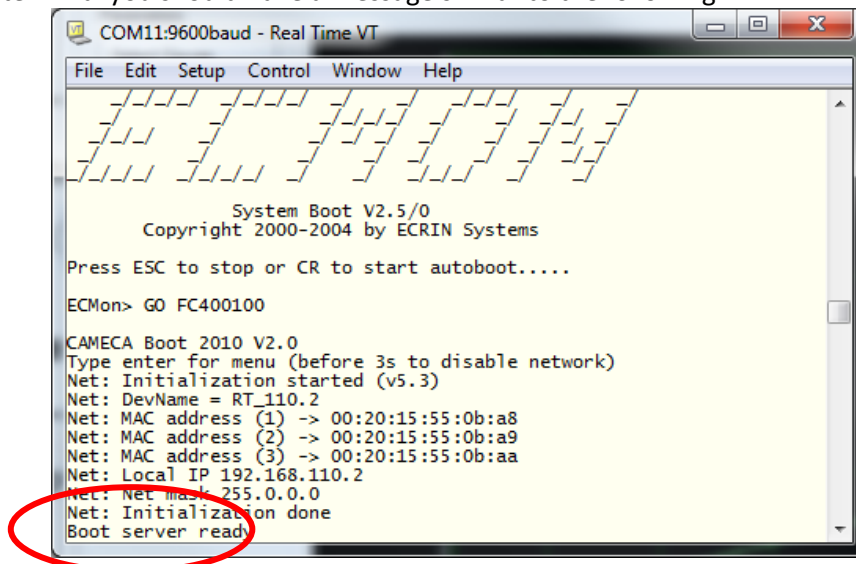 COM11:9600baud - Real Time VT
File Edit Setup Control Window Help
ECMON
System Boot V2.5/0
Copyright 2000-2004 by ECRIN Systems
Press ESC to stop or CR to start autoboot.....
ECMon> GO FC400100
CAMECA Boot 2010 V2.0
Type enter for menu (before 3s to disable network)
Net: Initialization started (v5.3)
Net: DevName = RT_110.2
Net: MAC address (1) -> 00:20:15:55:0b:a8
Net: MAC address (2) -> 00:20:15:55:0b:a9
Net: MAC address (3) -> 00:20:15:55:0b:aa
Net: Local IP 192.168.110.2
Net: Net mask 255.0.0.0
Net: Initialization done
Boot server ready